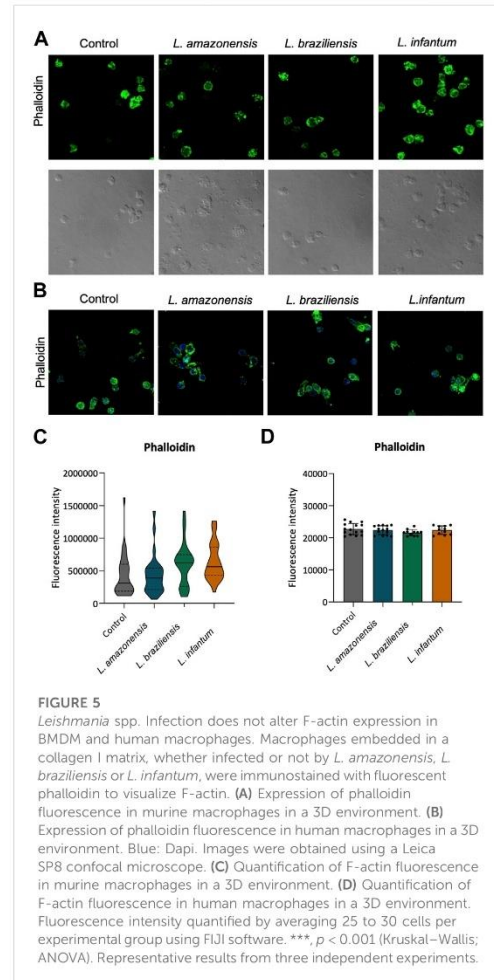 A
Control
L. amazonensis
L. braziliensis
L. infantum
Phalloidin
B
Control
L. amazonensis
L. braziliensis
L.infantum
Phalloidin
C
Phalloidin
Fluorescence intensity
2000000
1500000
1000000
500000
0
Control
L. amazonensis
L. braziliensis
L. infantum
D
Phalloidin
Fluorescence intensity
40000
30000
20000
10000
0
Control
L. amazonensis
L. braziliensis
L. infantum
FIGURE 5
Leishmania spp. Infection does not alter F-actin expression in
BMDM and human macrophages. Macrophages embedded in a
collagen I matrix, whether infected or not by L. amazonensis, L.
braziliensis or L. infantum, were immunostained with fluorescent
phalloidin to visualize F-actin. (A) Expression of phalloidin
fluorescence in murine macrophages in a 3D environment. (B)
Expression of phalloidin fluorescence in human macrophages in a 3D
environment. Blue: Dapi. Images were obtained using a Leica
SP8 confocal microscope. (C) Quantification of F-actin fluorescence
in murine macrophages in a 3D environment. (D) Quantification of
F-actin fluorescence in human macrophages in a 3D environment.
Fluorescence intensity quantified by averaging 25 to 30 cells per
experimental group using FIJI software. ***, p < 0.001 (Kruskal–Wallis;
ANOVA). Representative results from three independent experiments.